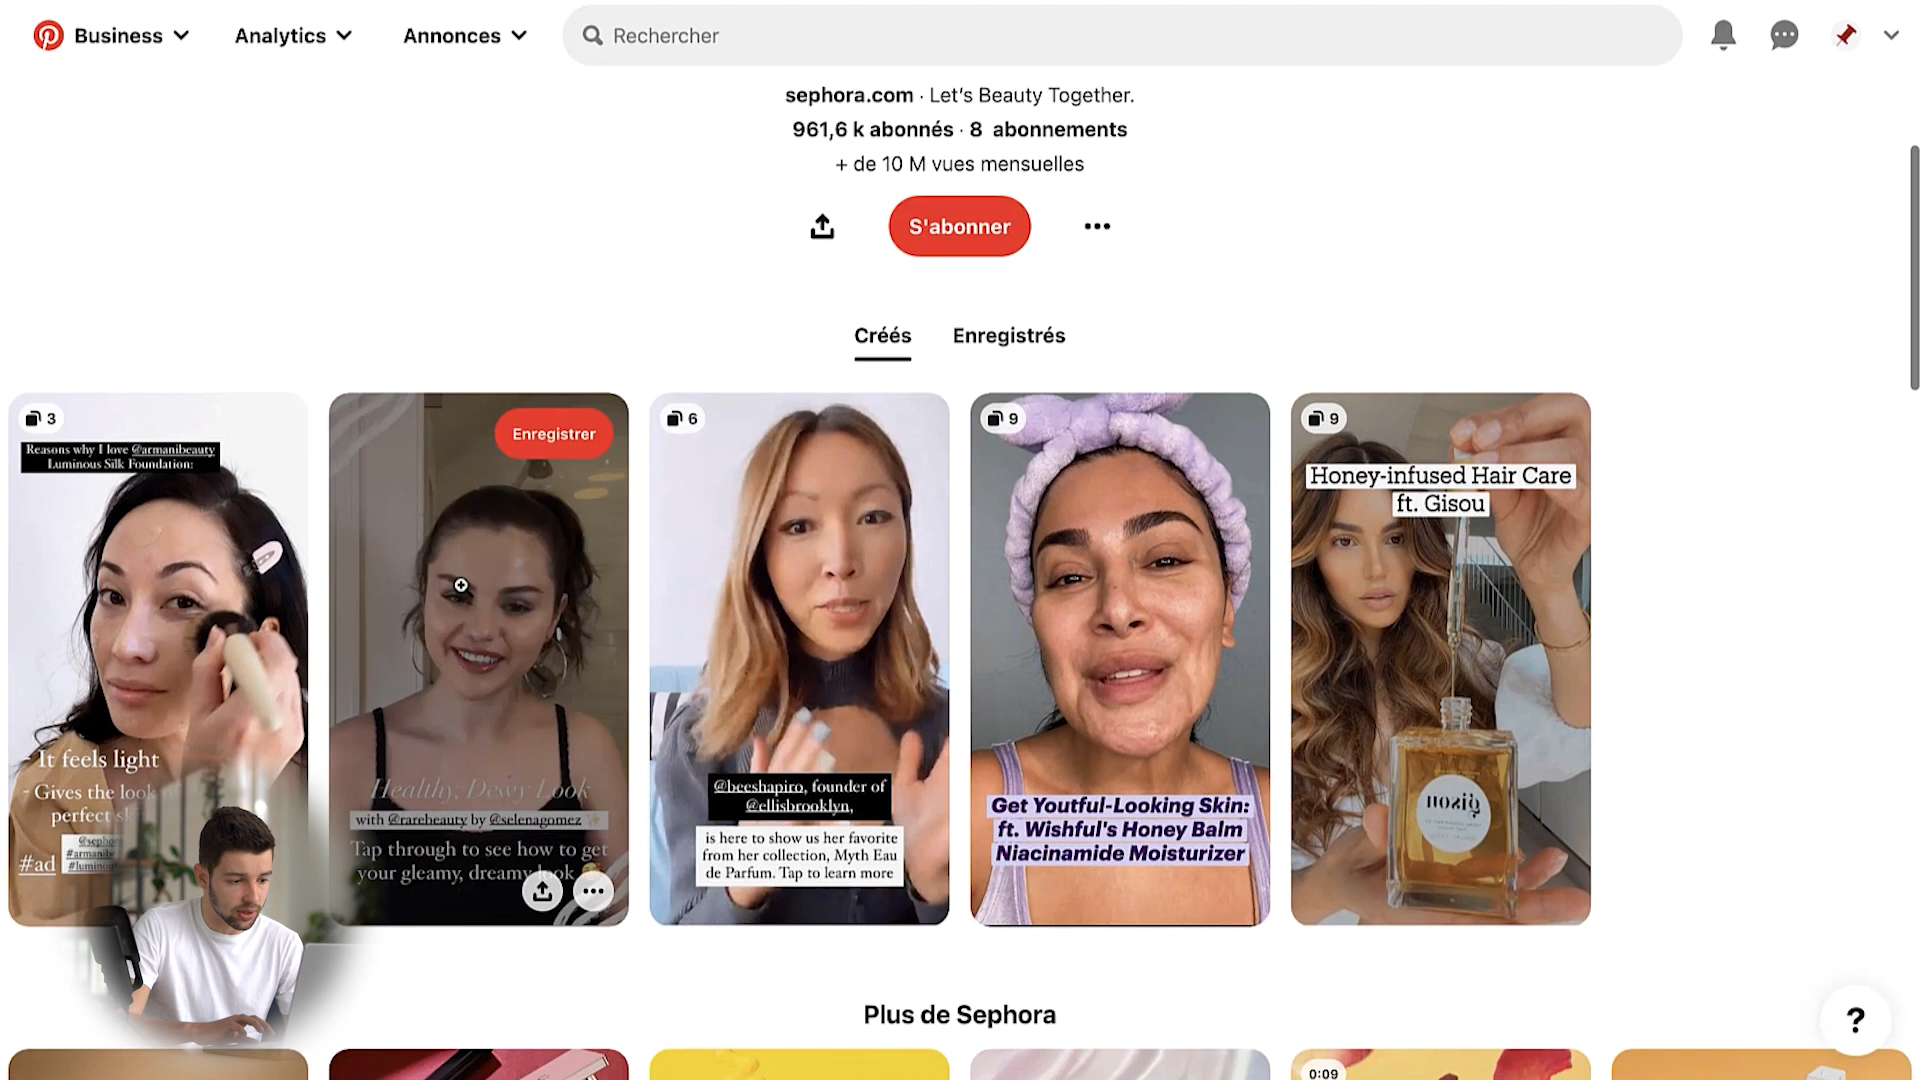 Business
Analytics
Annonces
Rechercher
sephora.com · Let's Beauty Together.
961,6 k abonnés · 8 abonnements
+ de 10 M vues mensuelles
S'abonner
Créés
Enregistrés
3
Reasons why I love @armanibeauty
Luminous Silk Foundation:
- It feels light
- Gives the look of
perfect
#ad
Enregistrer
Healthy, Dewy Look
with @rarebeauty by @selenagomez
Tap through to see how to get
your gleamy, dreamy look
6
@beeshapiro, founder of
@ellisbrooklyn,
is here to show us her favorite
from her collection, Myth Eau
de Parfum. Tap to learn more
9
Get Youtful-Looking Skin:
ft. Wishful's Honey Balm
Niacinamide Moisturizer
9
Honey-infused Hair Care
ft. Gisou
gisou
Plus de Sephora
?
0:09